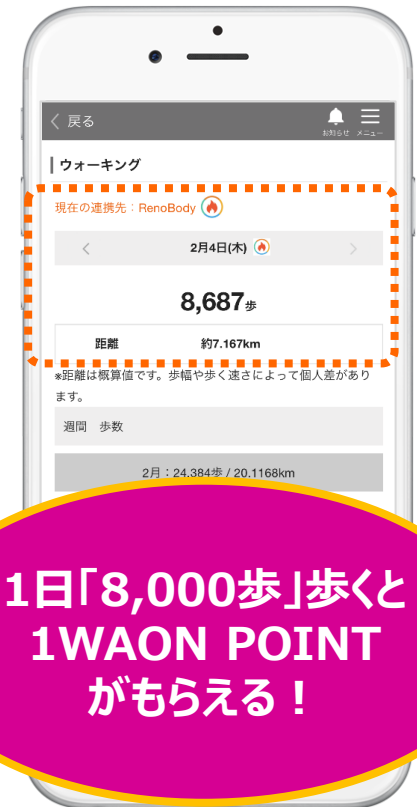 戻る
お知らせ メニュー
ウォーキング
現在の連携先：RenoBody
2月4日(木)
8,687歩
距離 約7.167km
*距離は概算値です。歩幅や歩く速さによって個人差があり
ます。
週間 歩数
2月：24.384歩 / 20.1168km
1日「8,000歩」歩くと
1WAON POINT
がもらえる！